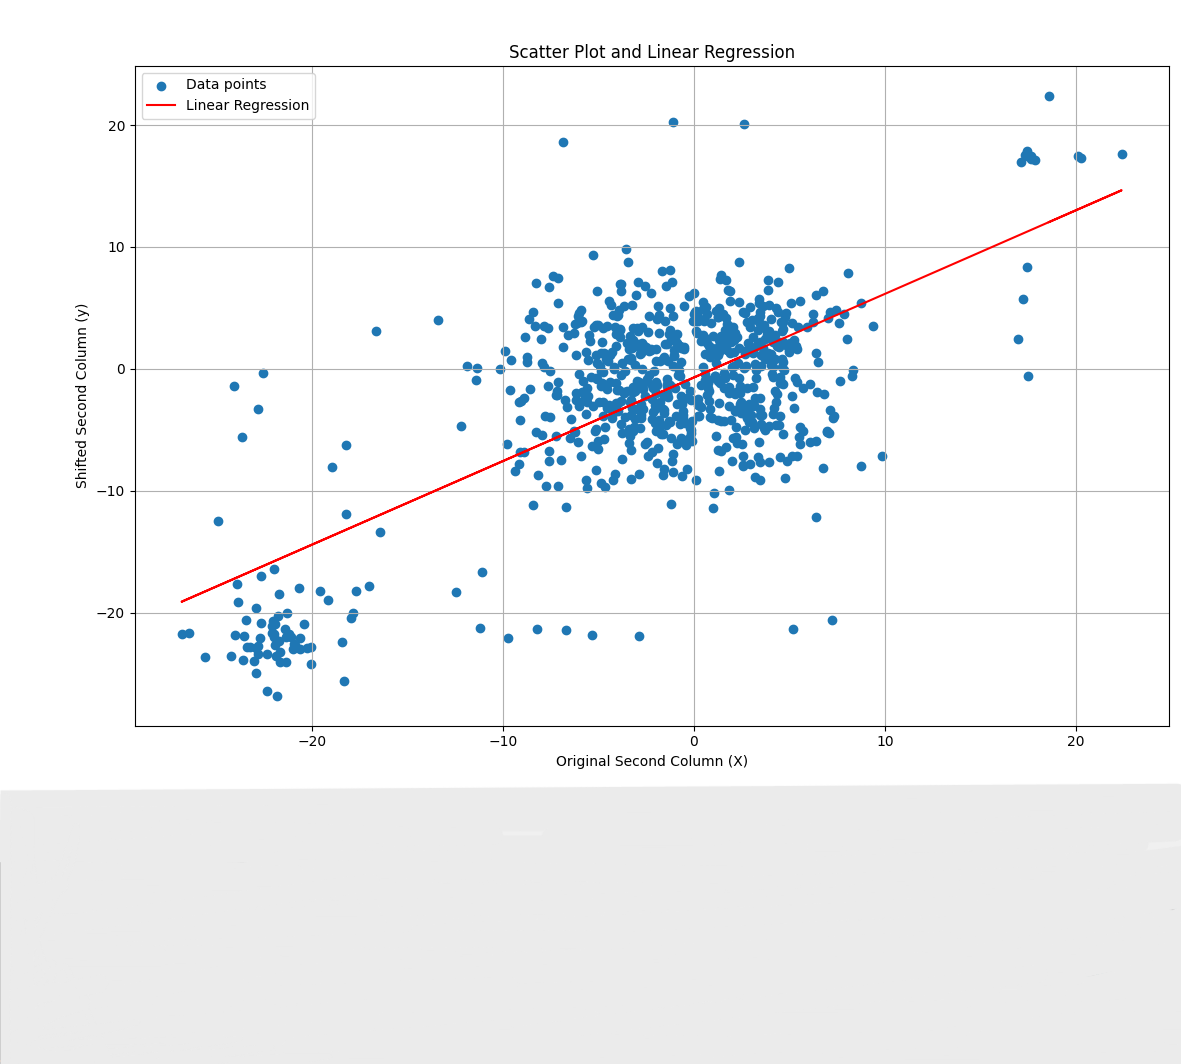 Scatter Plot and Linear Regression
Data points
Linear Regression
20
10
0
−10
−20
Shifted Second Column (y)
−20 −10 0 10 20
Original Second Column (X)